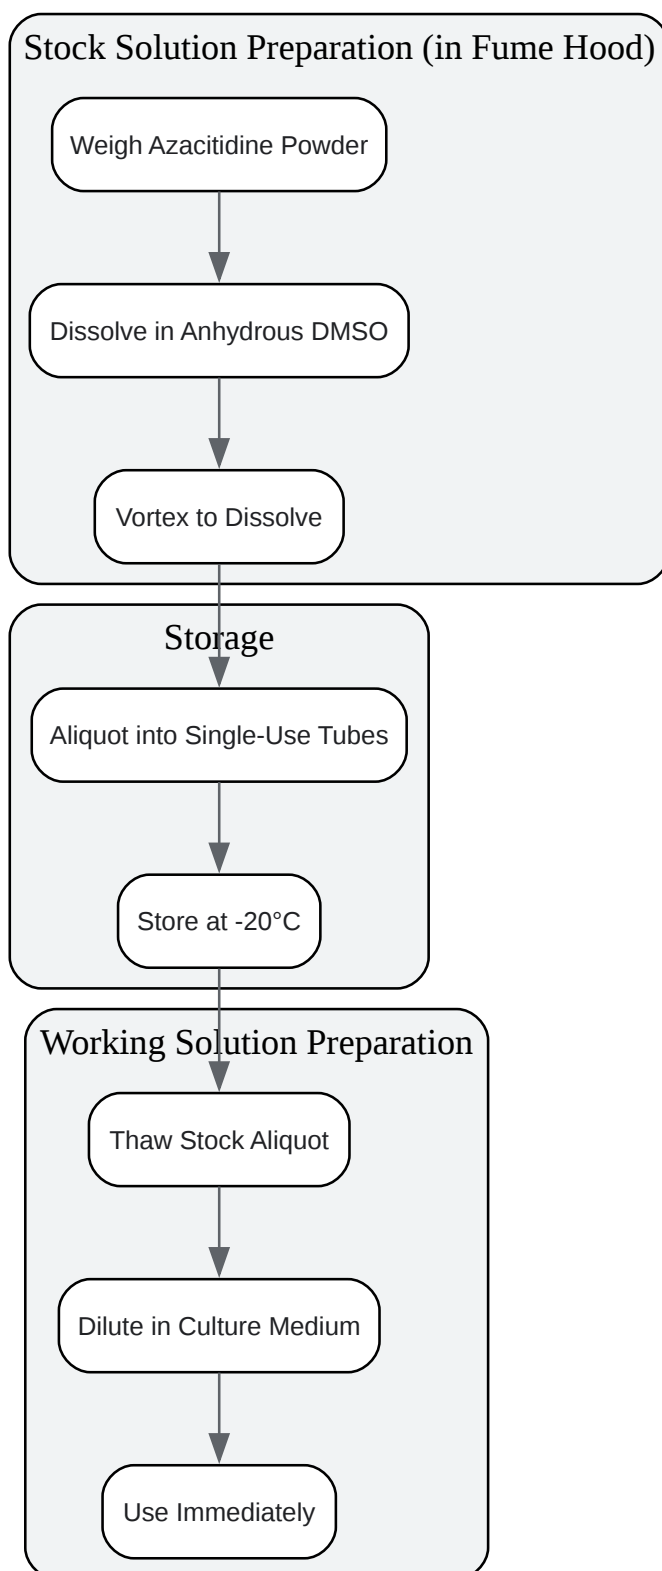 Stock Solution Preparation (in Fume Hood)
Weigh Azacitidine Powder
Dissolve in Anhydrous DMSO
Vortex to Dissolve
Storage
Aliquot into Single-Use Tubes
Store at -20°C
Working Solution Preparation
Thaw Stock Aliquot
Dilute in Culture Medium
Use Immediately